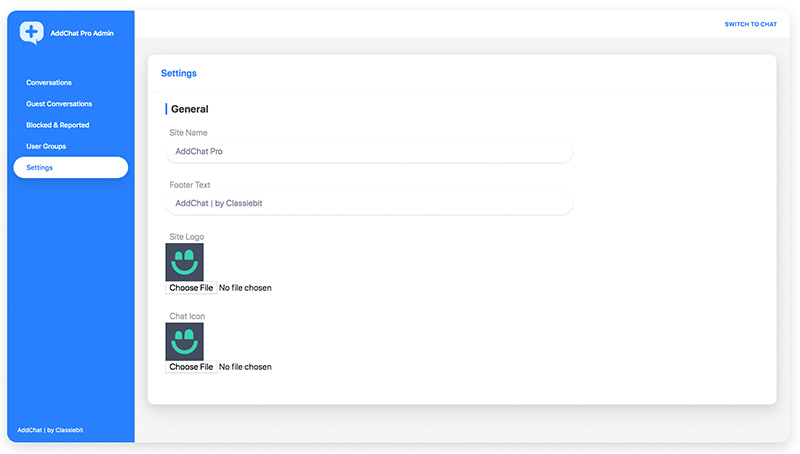 AddChat Pro Admin
SWITCH TO CHAT
Conversations
Guest Conversations
Blocked & Reported
User Groups
Settings
Settings
General
Site Name
AddChat Pro
Footer Text
AddChat | by Classiebit
Site Logo
Choose File No file chosen
Chat Icon
Choose File No file chosen
AddChat | by Classiebit